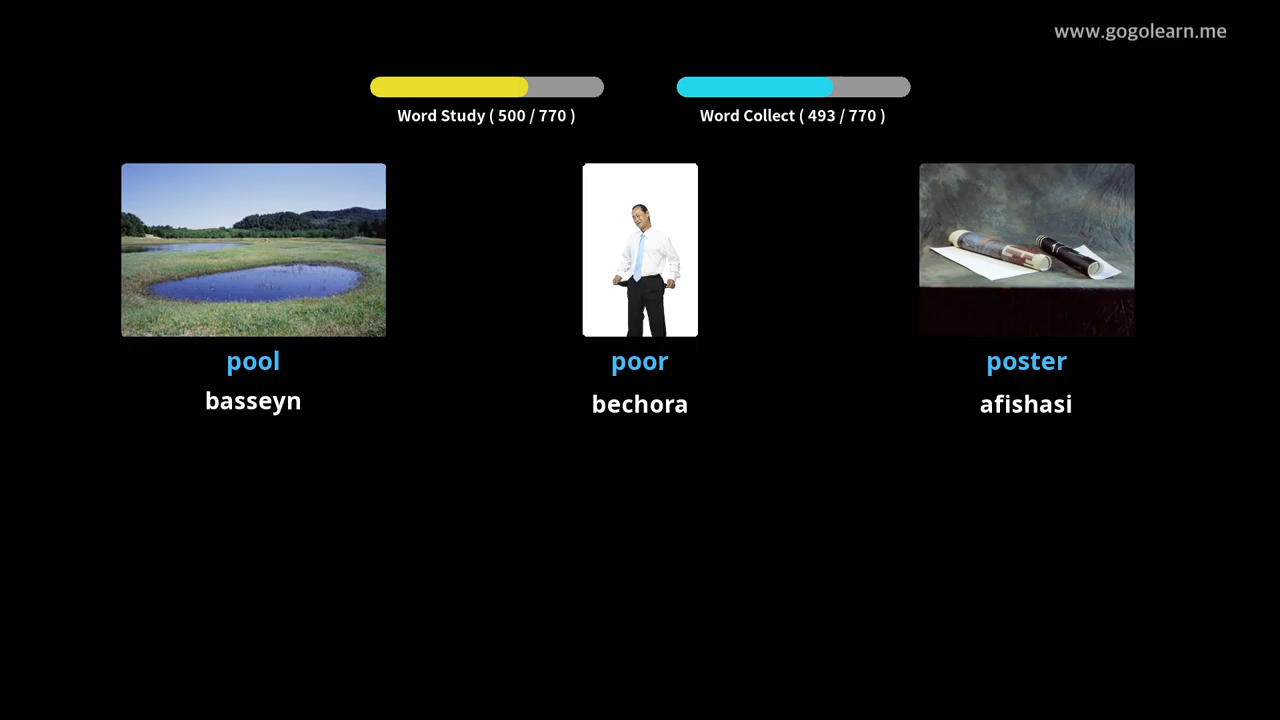 www.gogolearn.me
Word Study ( 500 / 770 )
Word Collect ( 493 / 770 )
pool
poor
poster
basseyn
bechora
afishasi